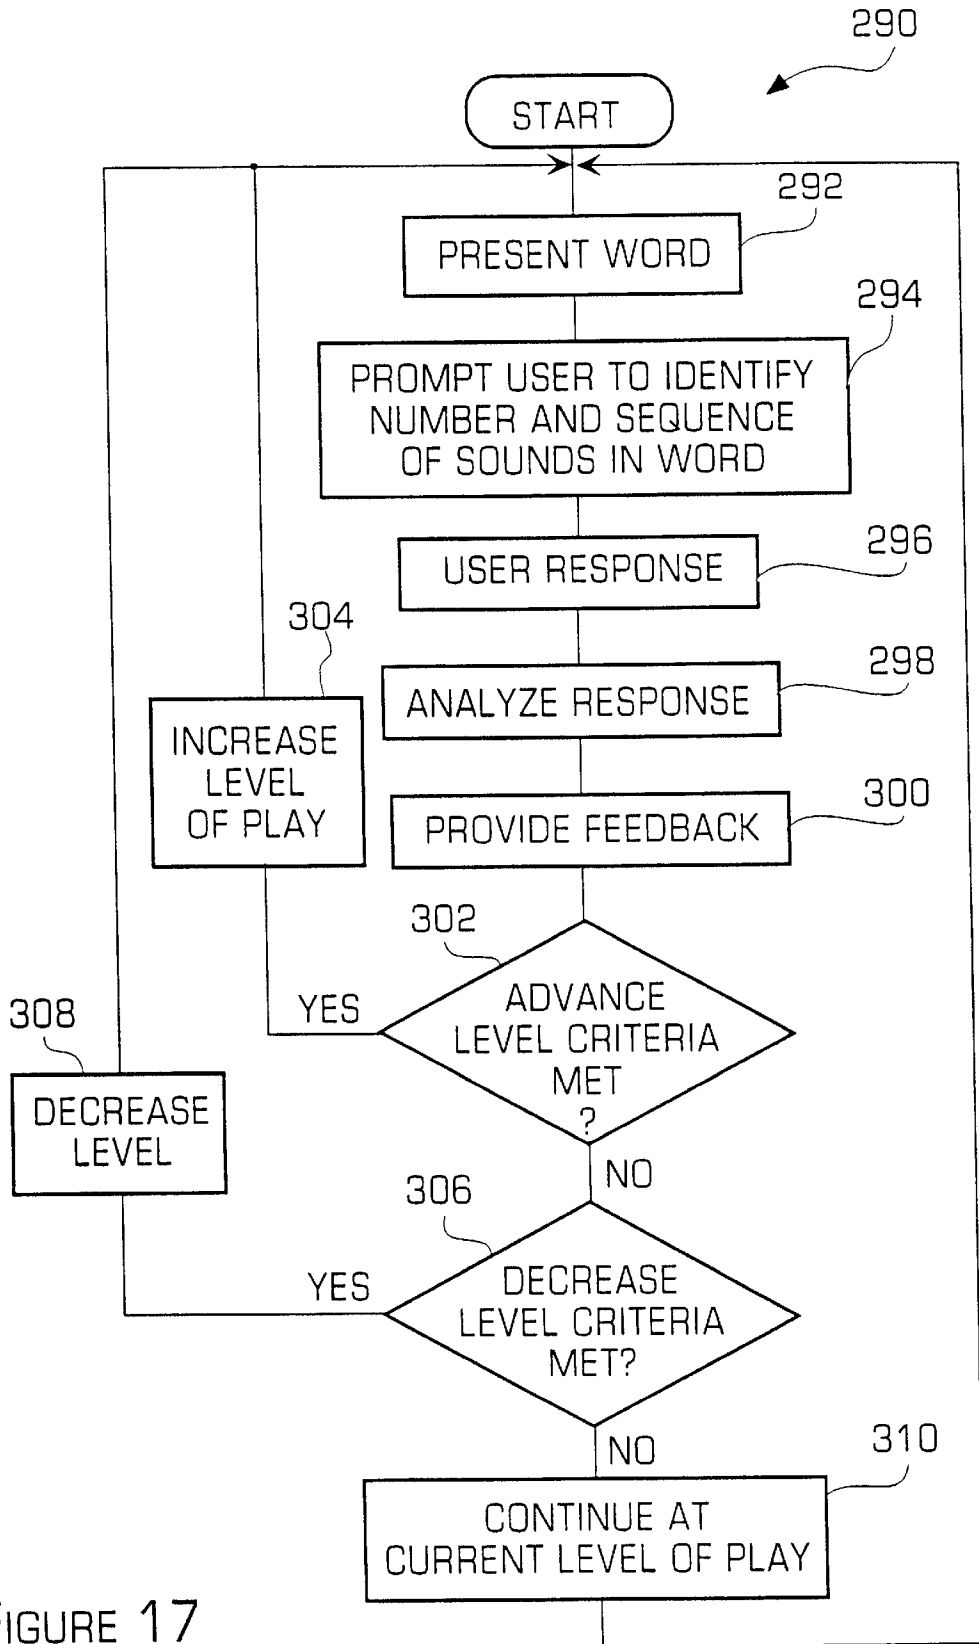 290
START
292
PRESENT WORD
294
PROMPT USER TO IDENTIFY
NUMBER AND SEQUENCE
OF SOUNDS IN WORD
296
USER RESPONSE
304
298
ANALYZE RESPONSE
INCREASE
LEVEL
OF PLAY
300
PROVIDE FEEDBACK
302
ADVANCE
LEVEL CRITERIA
MET
?
YES
308
DECREASE
LEVEL
NO
306
YES
DECREASE
LEVEL CRITERIA
MET?
NO
310
CONTINUE AT
CURRENT LEVEL OF PLAY
FIGURE 17